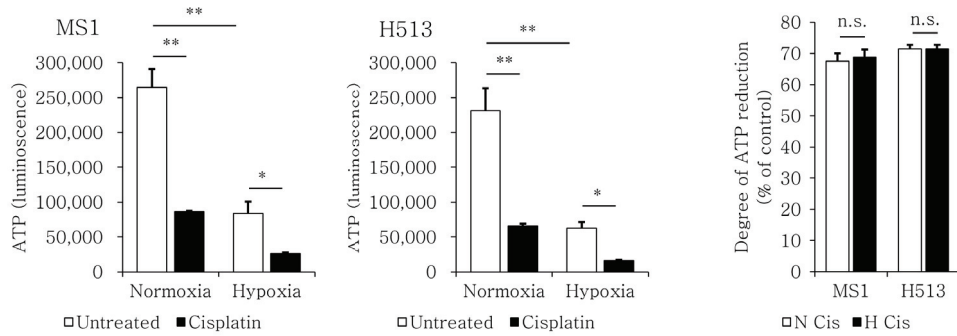 MS1
**
**
*
ATP (luminoscence)
300,000
250,000
200,000
150,000
100,000
50,000
0
Normoxia Hypoxia
□Untreated ■Cisplatin
H513
**
**
*
ATP (luminoscence)
300,000
250,000
200,000
150,000
100,000
50,000
0
Normoxia Hypoxia
□Untreated ■Cisplatin
n.s. n.s.
Degree of ATP reduction
(% of control)
80
70
60
50
40
30
20
10
0
MS1 H513
□N Cis ■H Cis